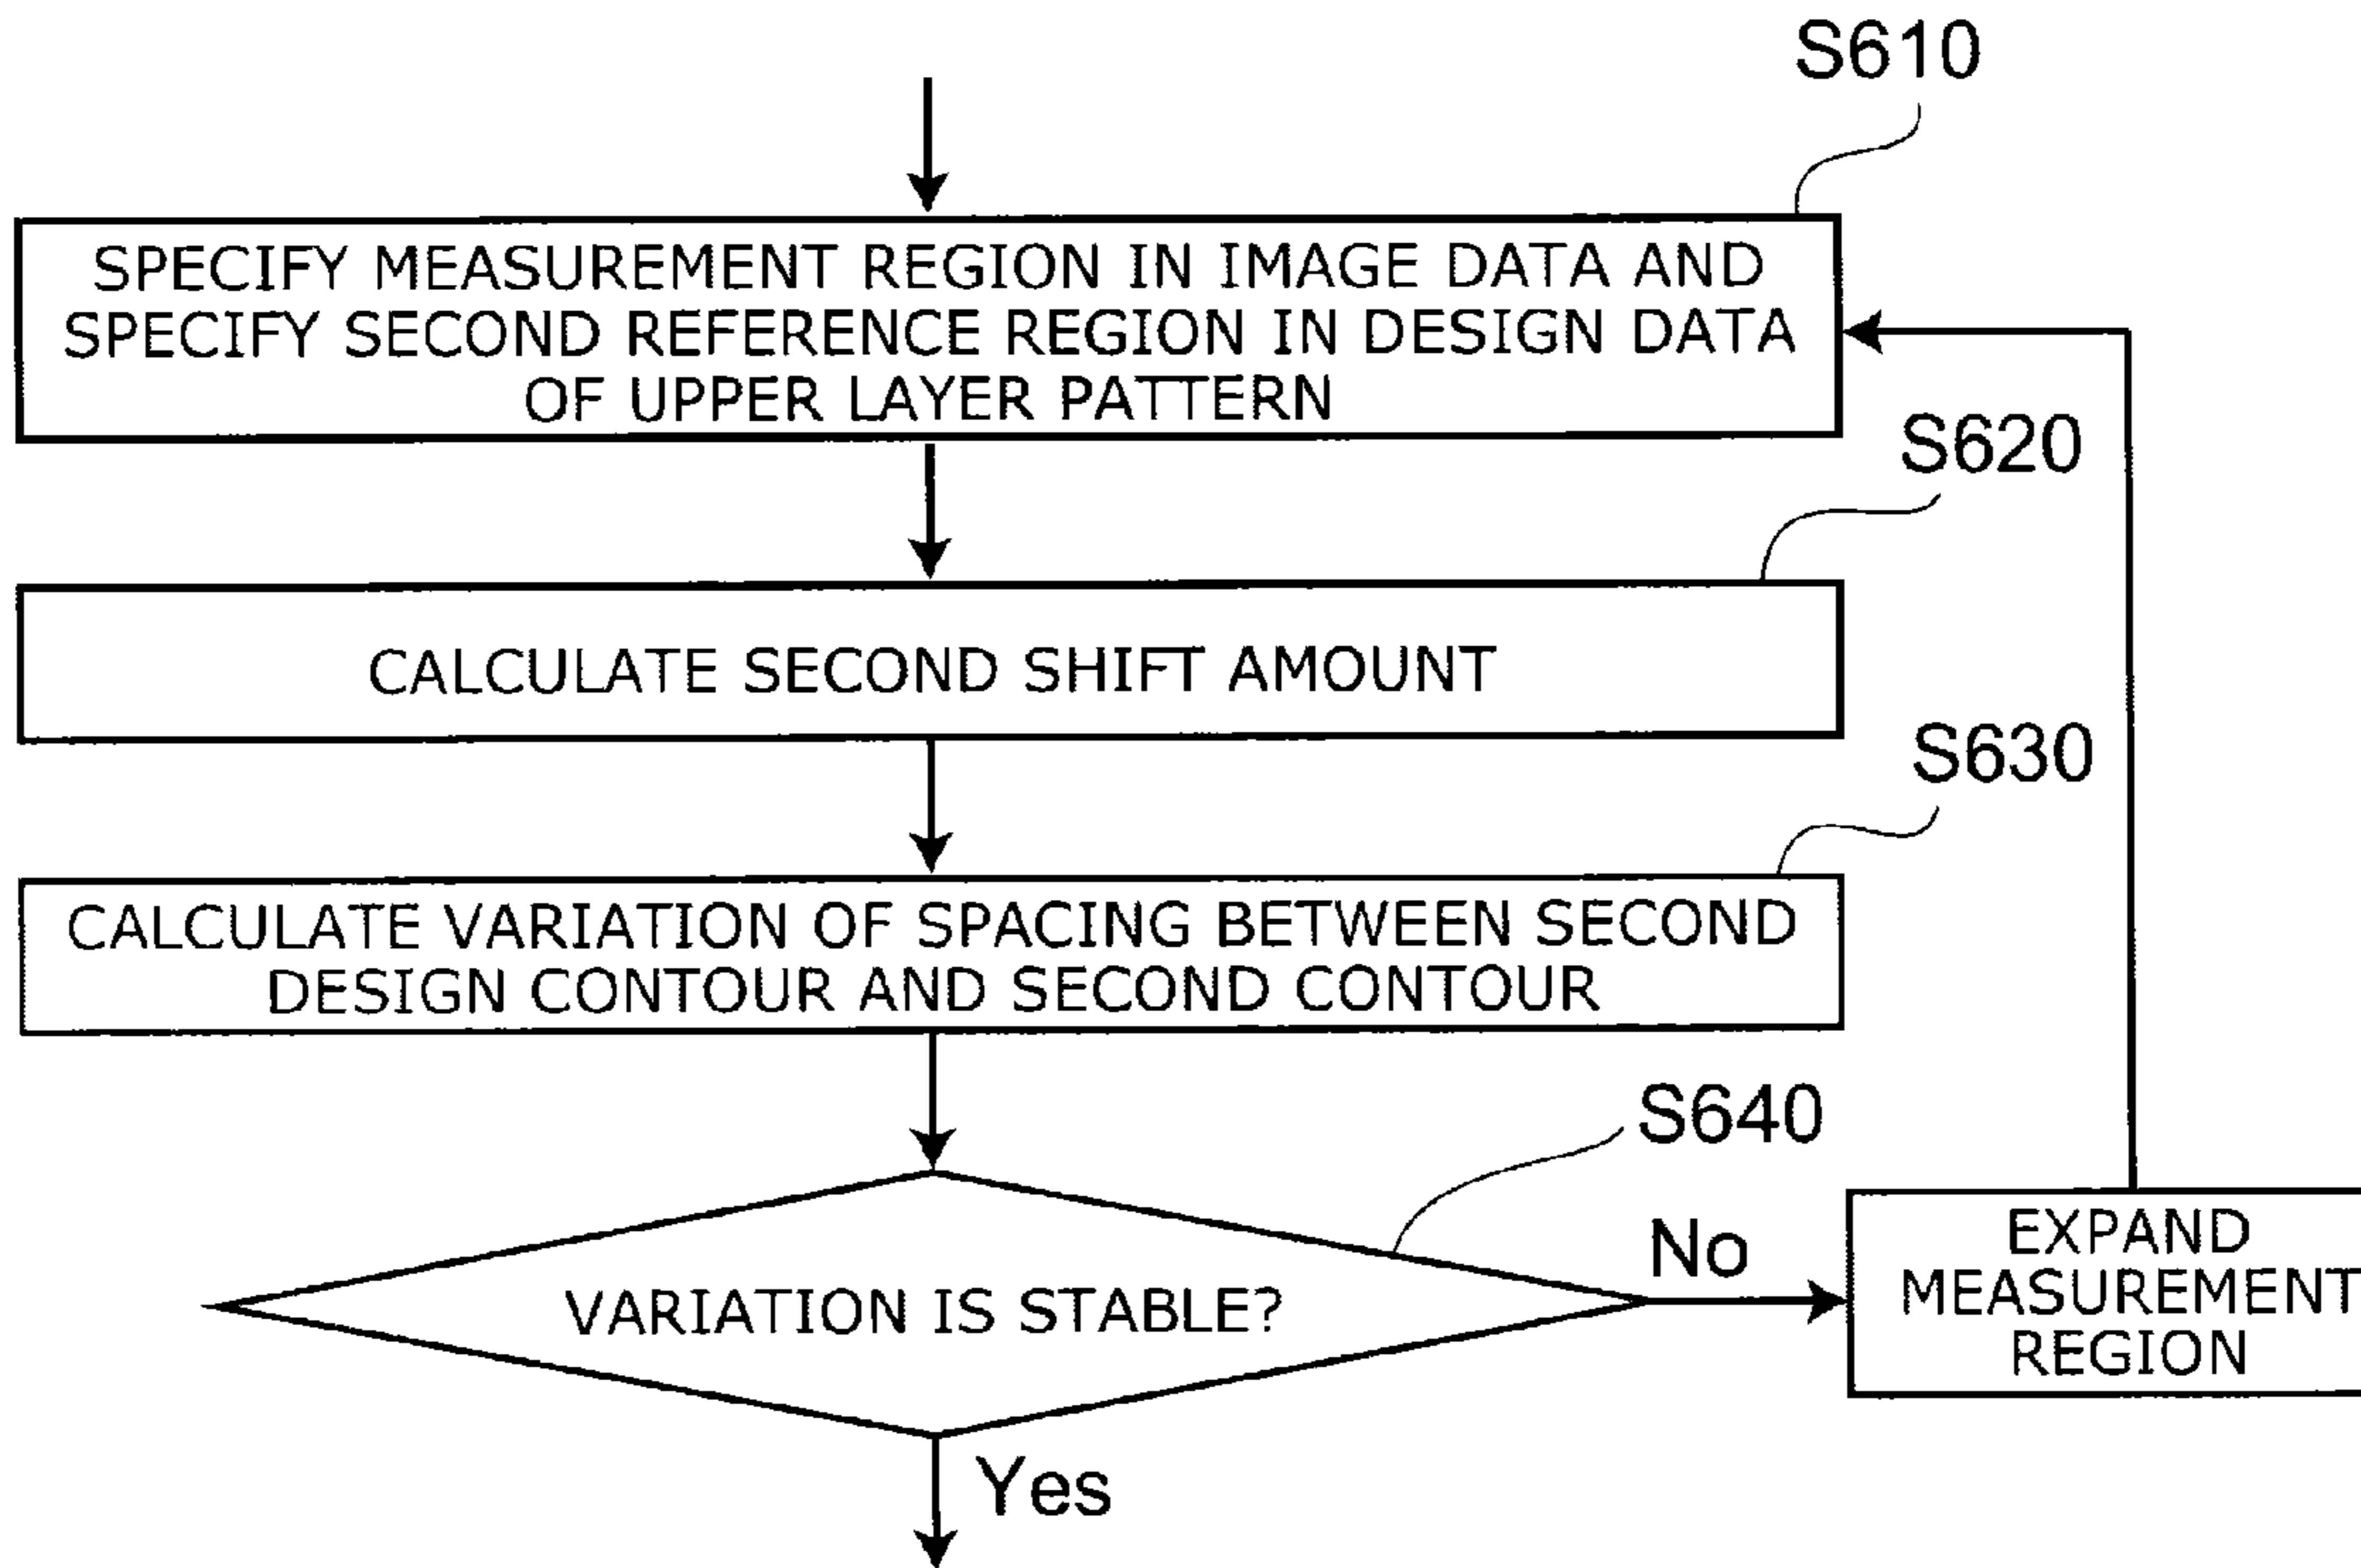 S610
SPECIFY MEASUREMENT REGION IN IMAGE DATA AND
SPECIFY SECOND REFERENCE REGION IN DESIGN DATA
OF UPPER LAYER PATTERN
S620
CALCULATE SECOND SHIFT AMOUNT
S630
CALCULATE VARIATION OF SPACING BETWEEN SECOND
DESIGN CONTOUR AND SECOND CONTOUR
S640
VARIATION IS STABLE?
No
EXPAND
MEASUREMENT
REGION
Yes